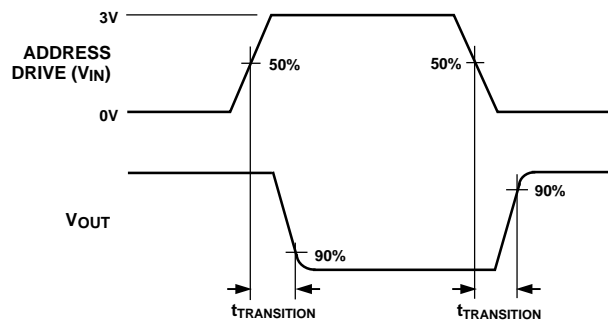 3V
ADDRESS
DRIVE (VIN)
50%
50%
0V
90%
VOUT
90%
tTRANSITION
tTRANSITION